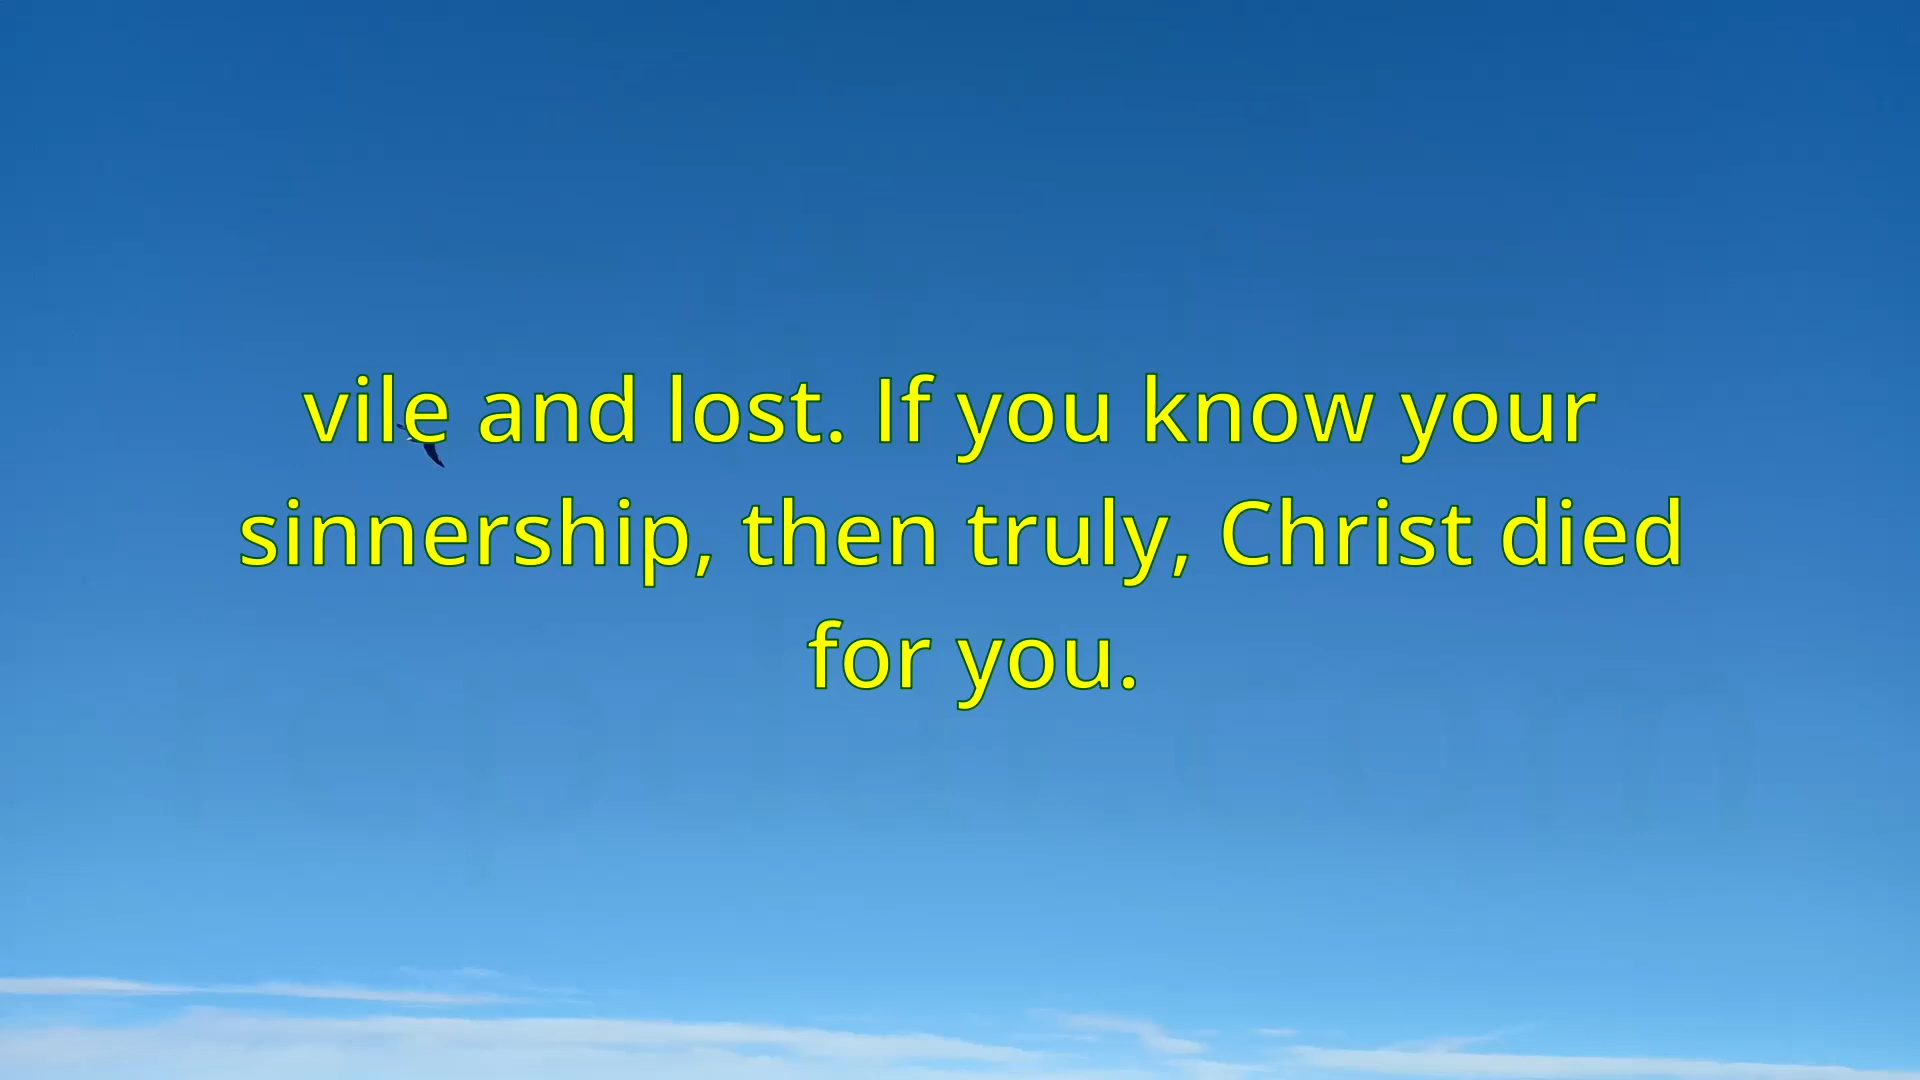 vile and lost. If you know your
sinnership, then truly, Christ died
for you.